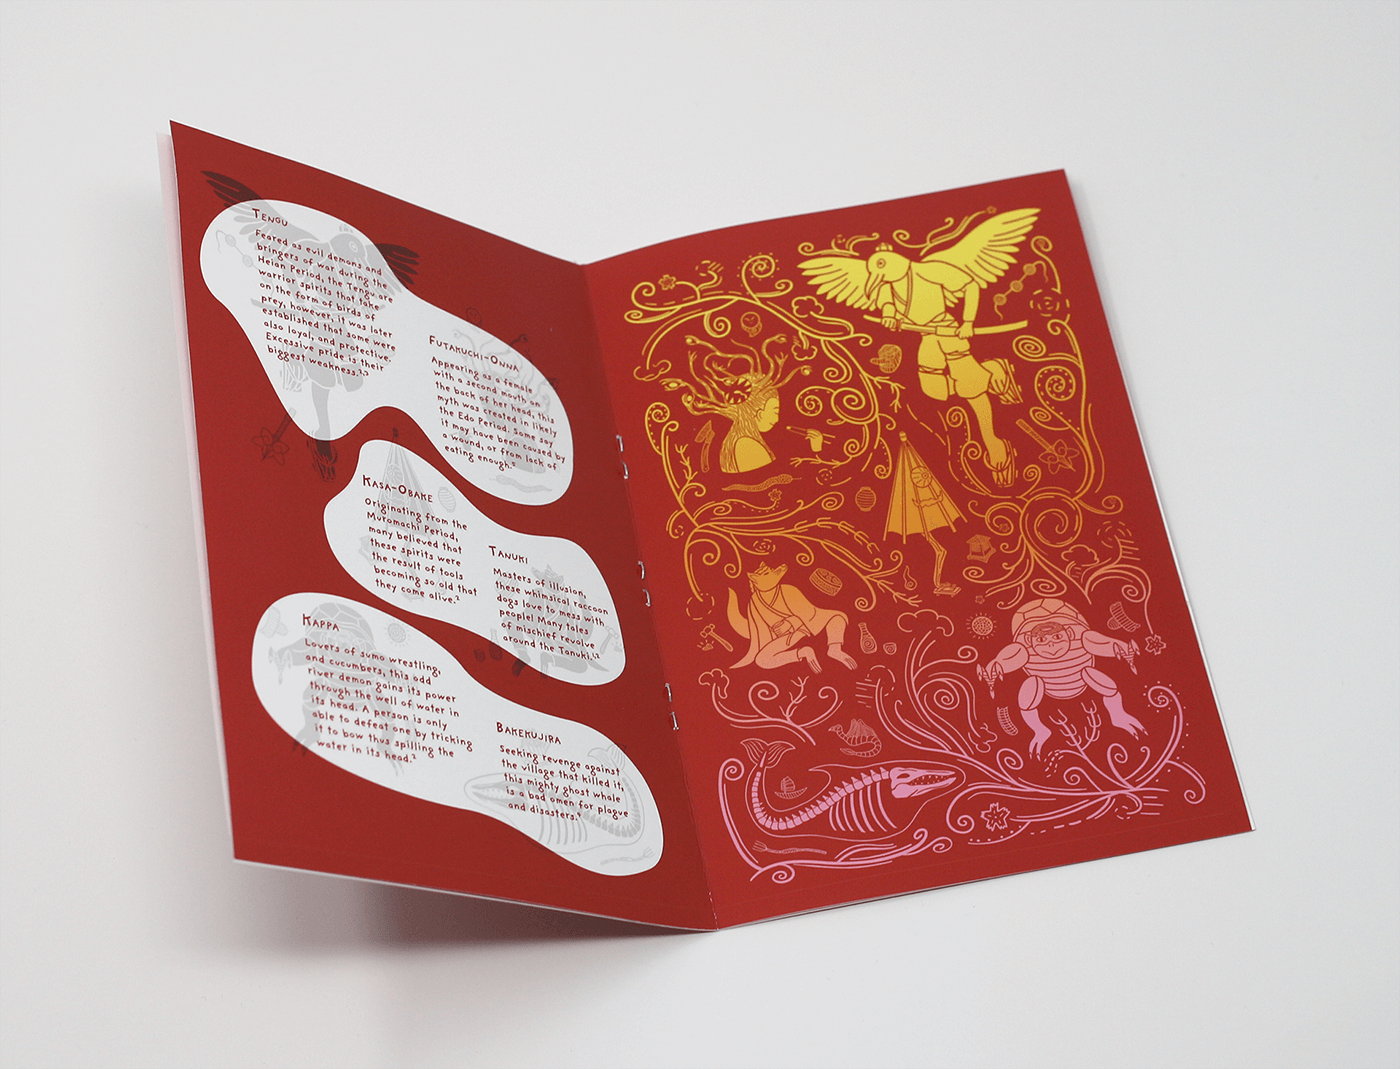 TENGU
Feared as evil demons and
bringers of war during the
Heian Period, the Tengu are
warrior spirits that take
on the form of birds of
prey, however, it was later
established that some were
also loyal, and protective.
Excessive pride is their
biggest weakness.
FUTAKUCHI-ONNA
Appearing as a female
with a second mouth on
the back of her head, this
myth was created in likely
the Edo Period. Some say
it may have been caused by
a wound, or from lack of
eating enough.
KASA-OBAKE
Originating from the
Muromachi Period,
many believed that
these spirits were
the result of tools
becoming so old that
they come alive.²
TANUKI
Masters of illusion,
these whimsical raccoon
dogs love to mess with
people! Many tales
of mischief revolve
around the Tanuki.
KAPPA
Lovers of sumo wrestling,
and cucumbers, this odd
river demon gains its power
through the well of water in
its head. A person is only
able to defeat one by tricking
it to bow thus spilling the
water in its head.²
BAKEKUJIRA
Seeking revenge against
the village that killed it,
this mighty ghost whale
is a bad omen for plague
and disasters.